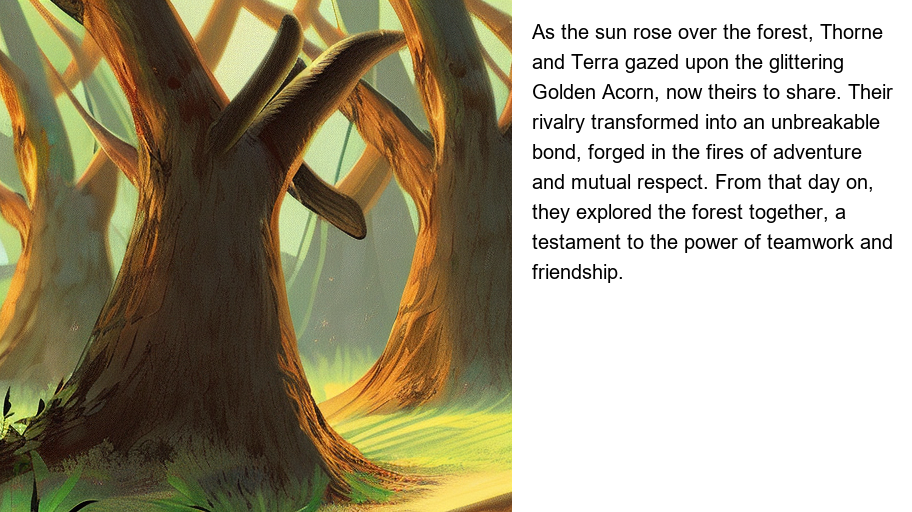 As the sun rose over the forest, Thorne
and Terra gazed upon the glittering
Golden Acorn, now theirs to share. Their
rivalry transformed into an unbreakable
bond, forged in the fires of adventure
and mutual respect. From that day on,
they explored the forest together, a
testament to the power of teamwork and
friendship.